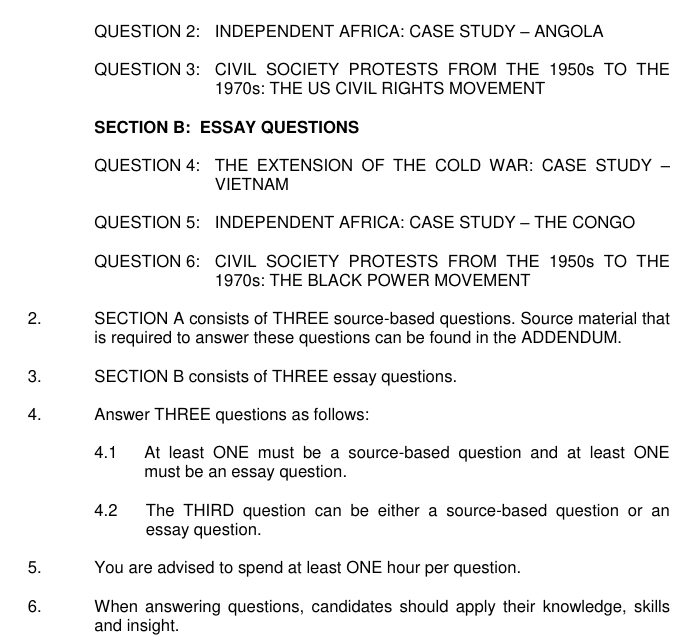 QUESTION 2: INDEPENDENT AFRICA: CASE STUDY – ANGOLA
QUESTION 3: CIVIL SOCIETY PROTESTS FROM THE 1950s TO THE
1970s: THE US CIVIL RIGHTS MOVEMENT
SECTION B: ESSAY QUESTIONS
QUESTION 4: THE EXTENSION OF THE COLD WAR: CASE STUDY –
VIETNAM
QUESTION 5: INDEPENDENT AFRICA: CASE STUDY – THE CONGO
QUESTION 6: CIVIL SOCIETY PROTESTS FROM THE 1950s TO THE
1970s: THE BLACK POWER MOVEMENT
2. SECTION A consists of THREE source-based questions. Source material that
is required to answer these questions can be found in the ADDENDUM.
3. SECTION B consists of THREE essay questions.
4. Answer THREE questions as follows:
4.1 At least ONE must be a source-based question and at least ONE
must be an essay question.
4.2 The THIRD question can be either a source-based question or an
essay question.
5. You are advised to spend at least ONE hour per question.
6. When answering questions, candidates should apply their knowledge, skills
and insight.